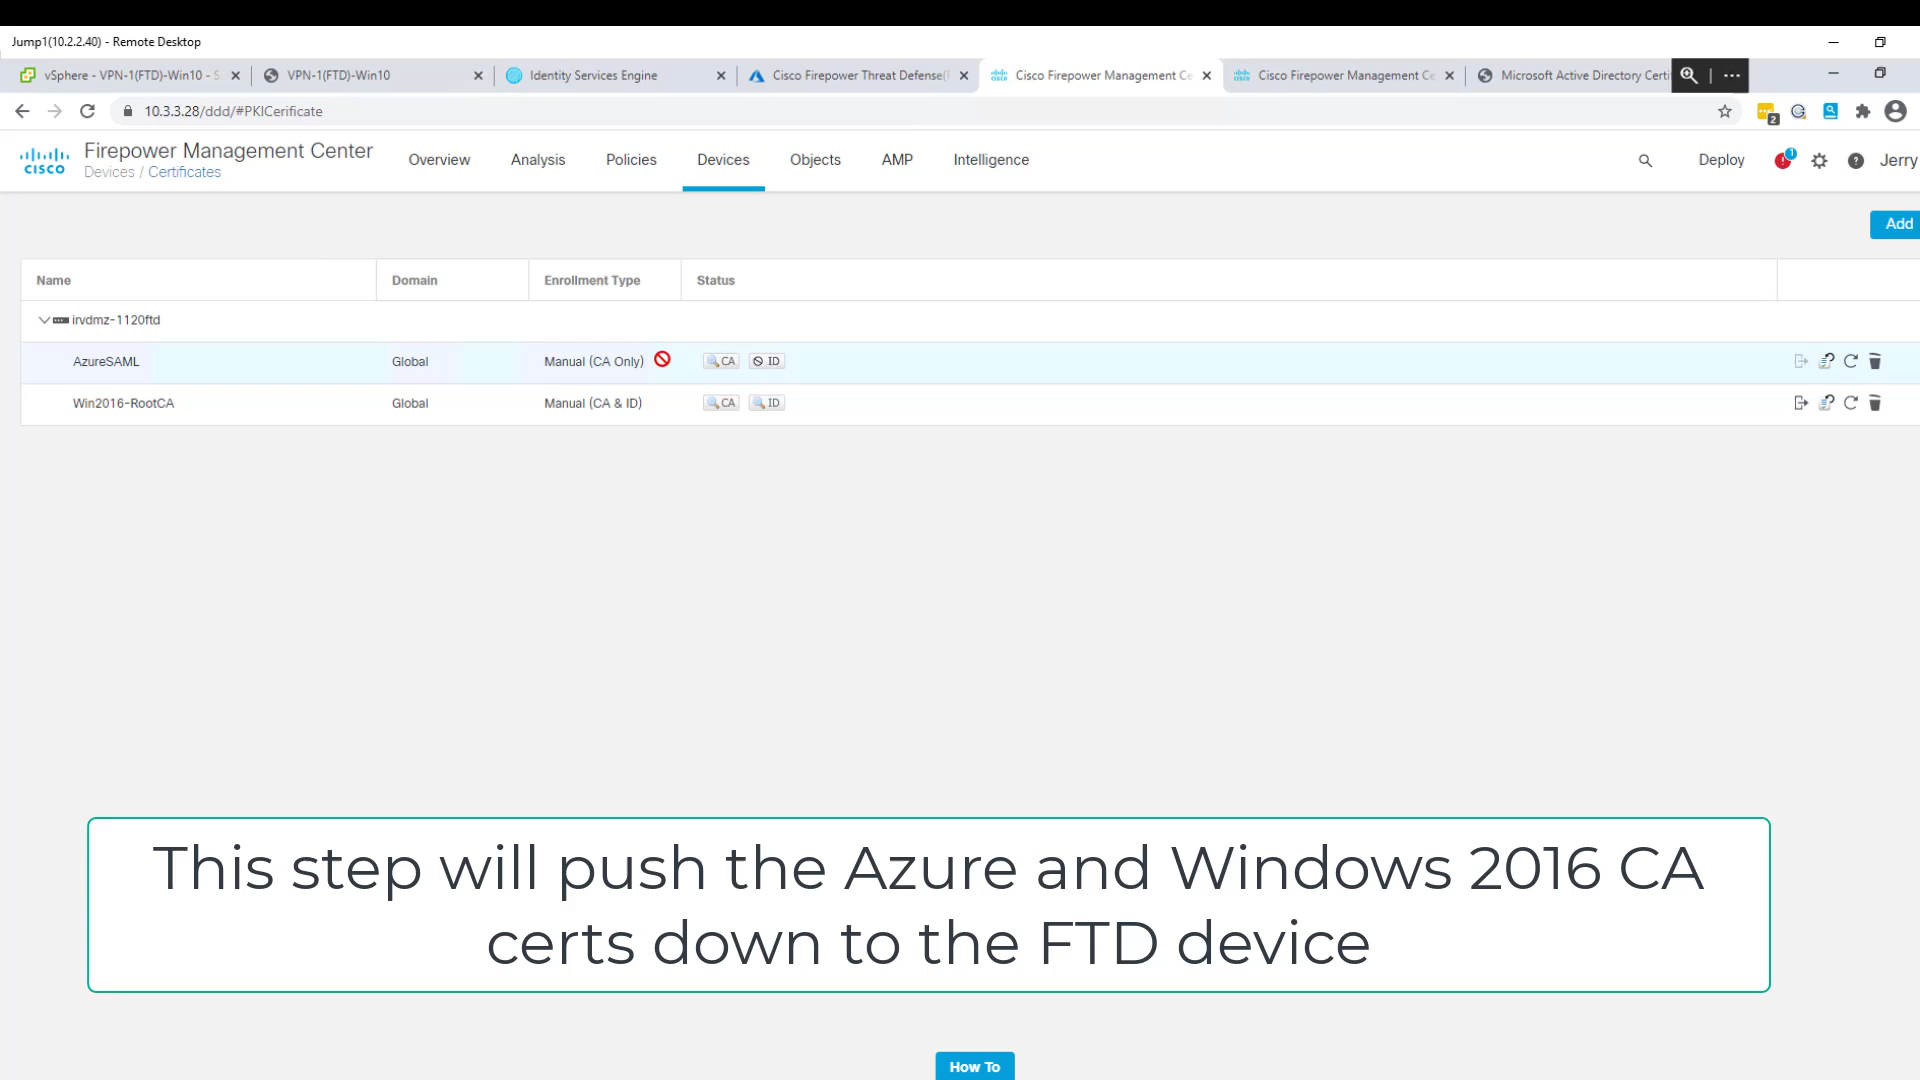 Jump1(10.2.2.40) - Remote Desktop
vSphere - VPN-1(FTD)-Win10 - S
VPN-1(FTD)-Win10
Identity Services Engine
Cisco Firepower Threat Defense(
Cisco Firepower Management Ce
Cisco Firepower Management Ce
Microsoft Active Directory Certi
10.3.3.28/ddd/#PKICerificate
2
cisco
Firepower Management Center
Devices / Certificates
Overview
Analysis
Policies
Devices
Objects
AMP
Intelligence
Deploy
1
Jerry
Add
Name
Domain
Enrollment Type
Status
irvdmz-1120ftd
AzureSAML
Global
Manual (CA Only)
CA
ID
Win2016-RootCA
Global
Manual (CA & ID)
CA
ID
This step will push the Azure and Windows 2016 CA
certs down to the FTD device
How To